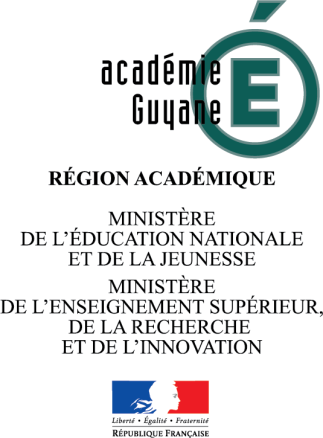 académie
Guyane
É
RÉGION ACADÉMIQUE
MINISTÈRE
DE L'ÉDUCATION NATIONALE
ET DE LA JEUNESSE
MINISTÈRE
DE L'ENSEIGNEMENT SUPÉRIEUR,
DE LA RECHERCHE
ET DE L'INNOVATION
Liberté • Égalité • Fraternité
RÉPUBLIQUE FRANÇAISE